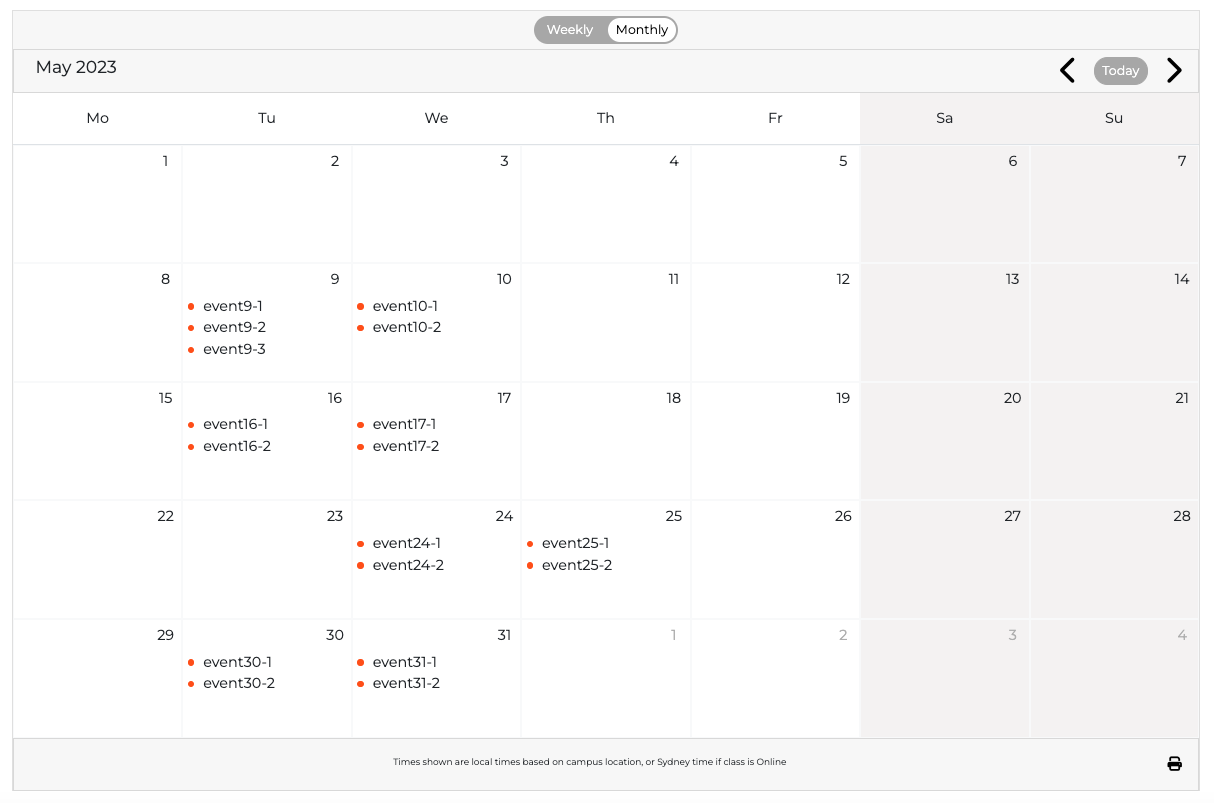 Weekly Monthly
May 2023
Today
Mo Tu We Th Fr Sa Su
1 2 3 4 5 6 7
8 9 10 11 12 13 14
event9-1 event10-1
event9-2 event10-2
event9-3
15 16 17 18 19 20 21
event16-1 event17-1
event16-2 event17-2
22 23 24 25 26 27 28
event24-1 event25-1
event24-2 event25-2
29 30 31 1 2 3 4
event30-1 event31-1
event30-2 event31-2
Times shown are local times based on campus location, or Sydney time if class is Online